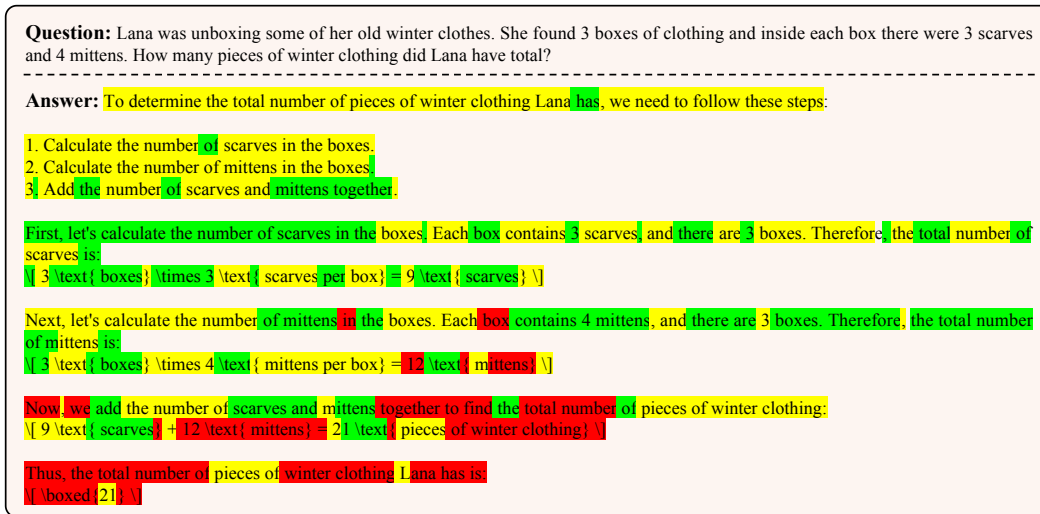 Question: Lana was unboxing some of her old winter clothes. She found 3 boxes of clothing and inside each box there were 3 scarves
and 4 mittens. How many pieces of winter clothing did Lana have total?
Answer: To determine the total number of pieces of winter clothing Lana has, we need to follow these steps:
1. Calculate the number of scarves in the boxes.
2. Calculate the number of mittens in the boxes.
3. Add the number of scarves and mittens together.
First, let's calculate the number of scarves in the boxes. Each box contains 3 scarves, and there are 3 boxes. Therefore, the total number of
scarves is:
\[ 3 \text{ boxes} \times 3 \text{ scarves per box} = 9 \text{ scarves} \]
Next, let's calculate the number of mittens in the boxes. Each box contains 4 mittens, and there are 3 boxes. Therefore, the total number
of mittens is:
\[ 3 \text{ boxes} \times 4 \text{ mittens per box} = 12 \text{ mittens} \]
Now, we add the number of scarves and mittens together to find the total number of pieces of winter clothing:
\[ 9 \text{ scarves} + 12 \text{ mittens} = 21 \text{ pieces of winter clothing} \]
Thus, the total number of pieces of winter clothing Lana has is:
\[ \boxed{21} \]